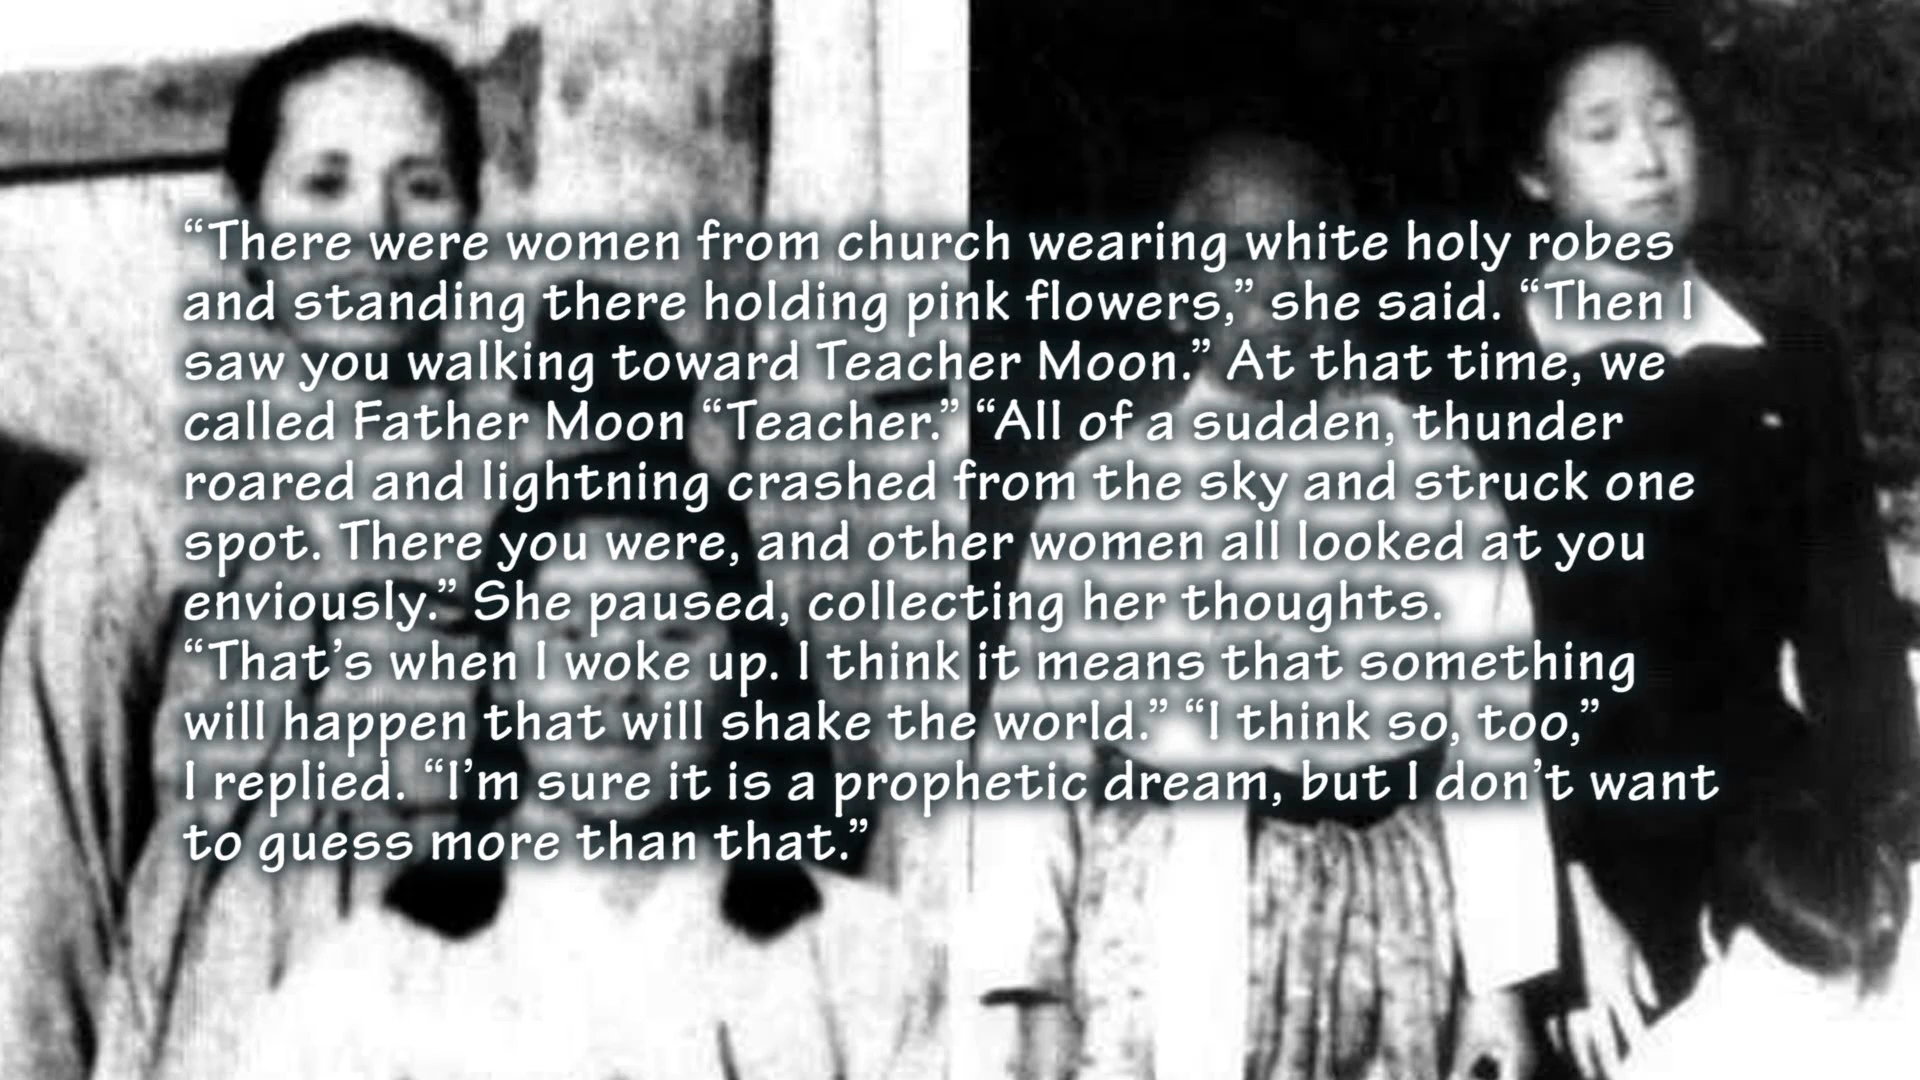 “There were women from church wearing white holy robes
and standing there holding pink flowers,” she said. “Then I
saw you walking toward Teacher Moon.” At that time, we
called Father Moon “Teacher.” “All of a sudden, thunder
roared and lightning crashed from the sky and struck one
spot. There you were, and other women all looked at you
enviously.” She paused, collecting her thoughts.
“That’s when I woke up. I think it means that something
will happen that will shake the world.” “I think so, too,”
I replied. “I’m sure it is a prophetic dream, but I don’t want
to guess more than that.”